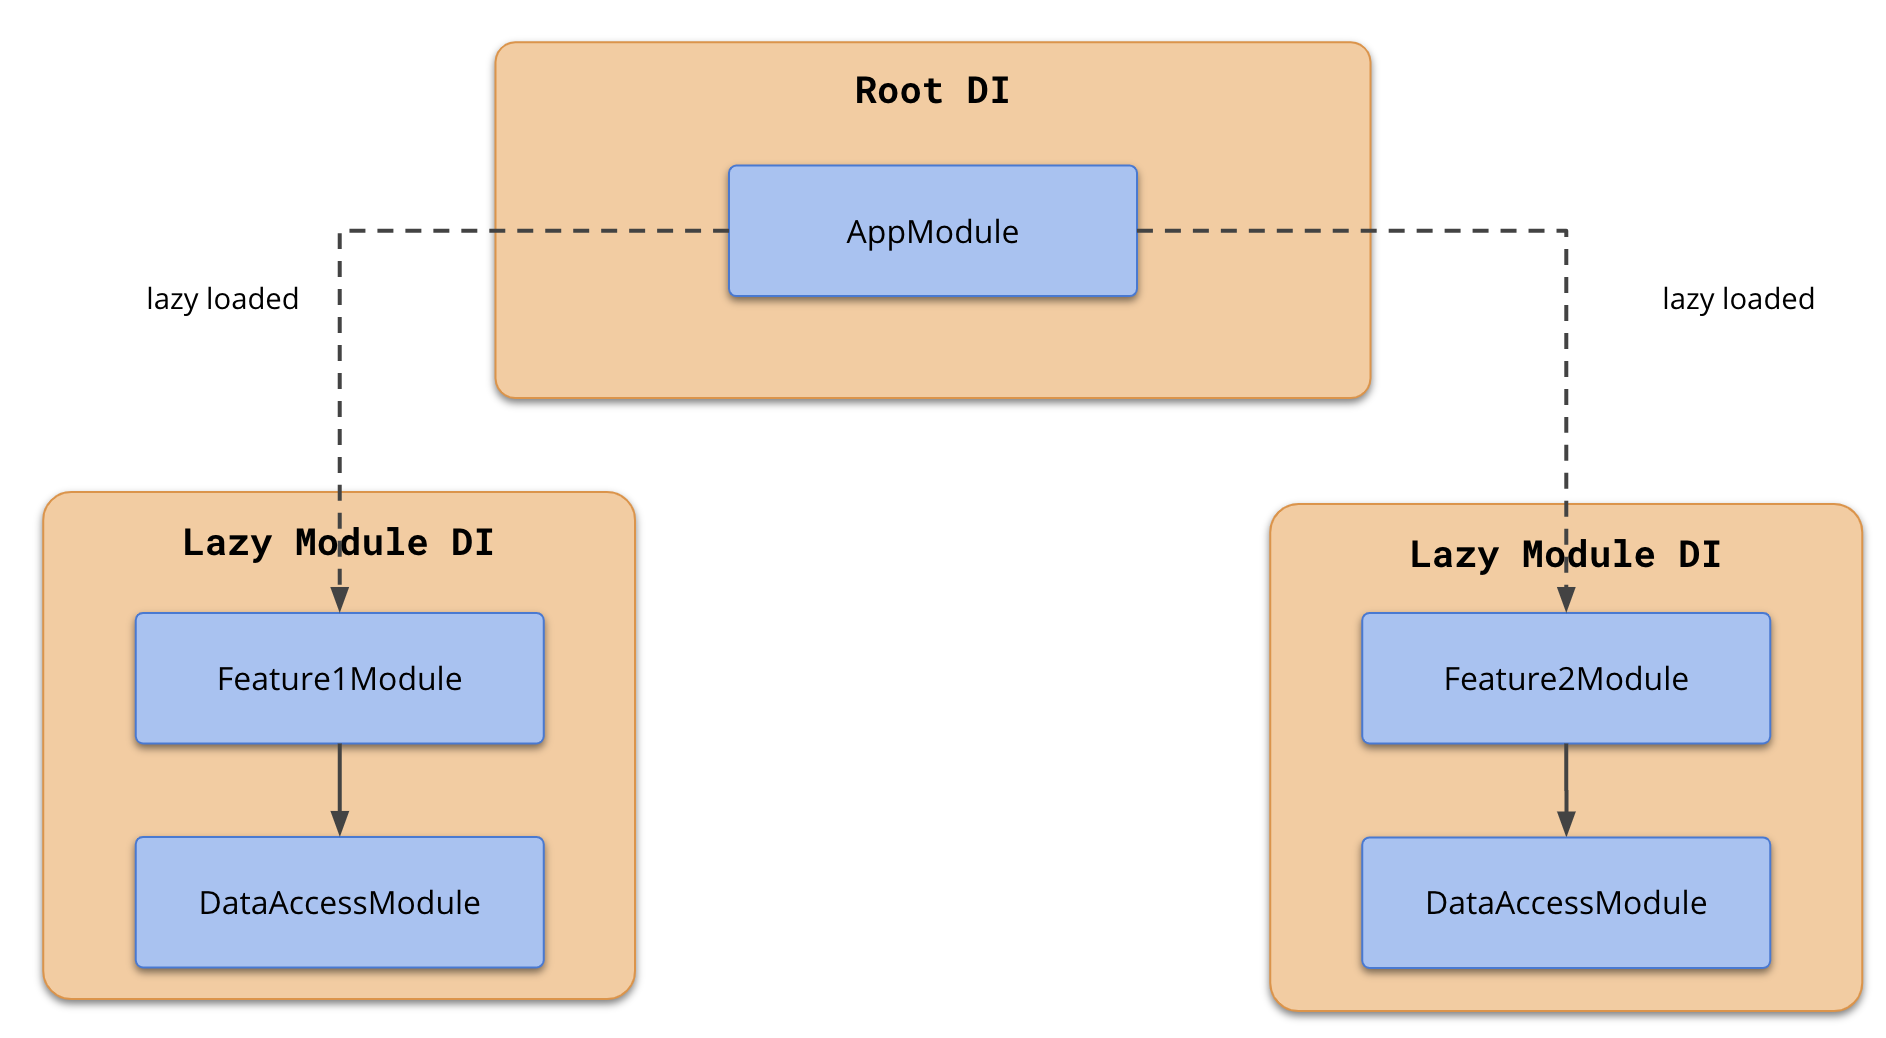 Root DI
AppModule
lazy loaded
lazy loaded
Lazy Module DI
Lazy Module DI
Feature1Module
Feature2Module
DataAccessModule
DataAccessModule